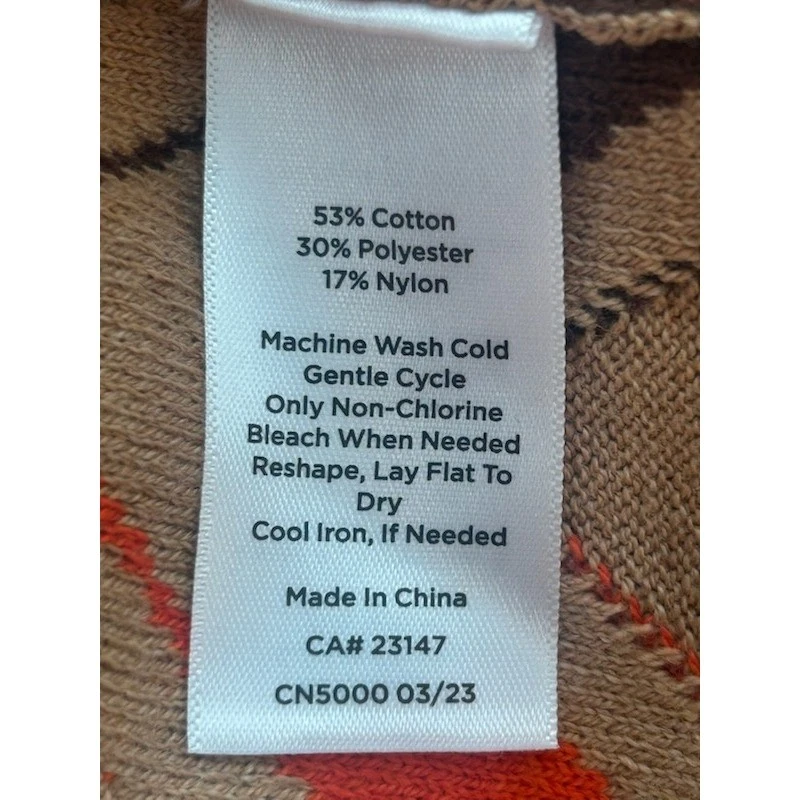 53% Cotton
30% Polyester
17% Nylon
Machine Wash Cold
Gentle Cycle
Only Non-Chlorine
Bleach When Needed
Reshape, Lay Flat To
Dry
Cool Iron, If Needed
Made In China
CA# 23147
CN5000 03/23